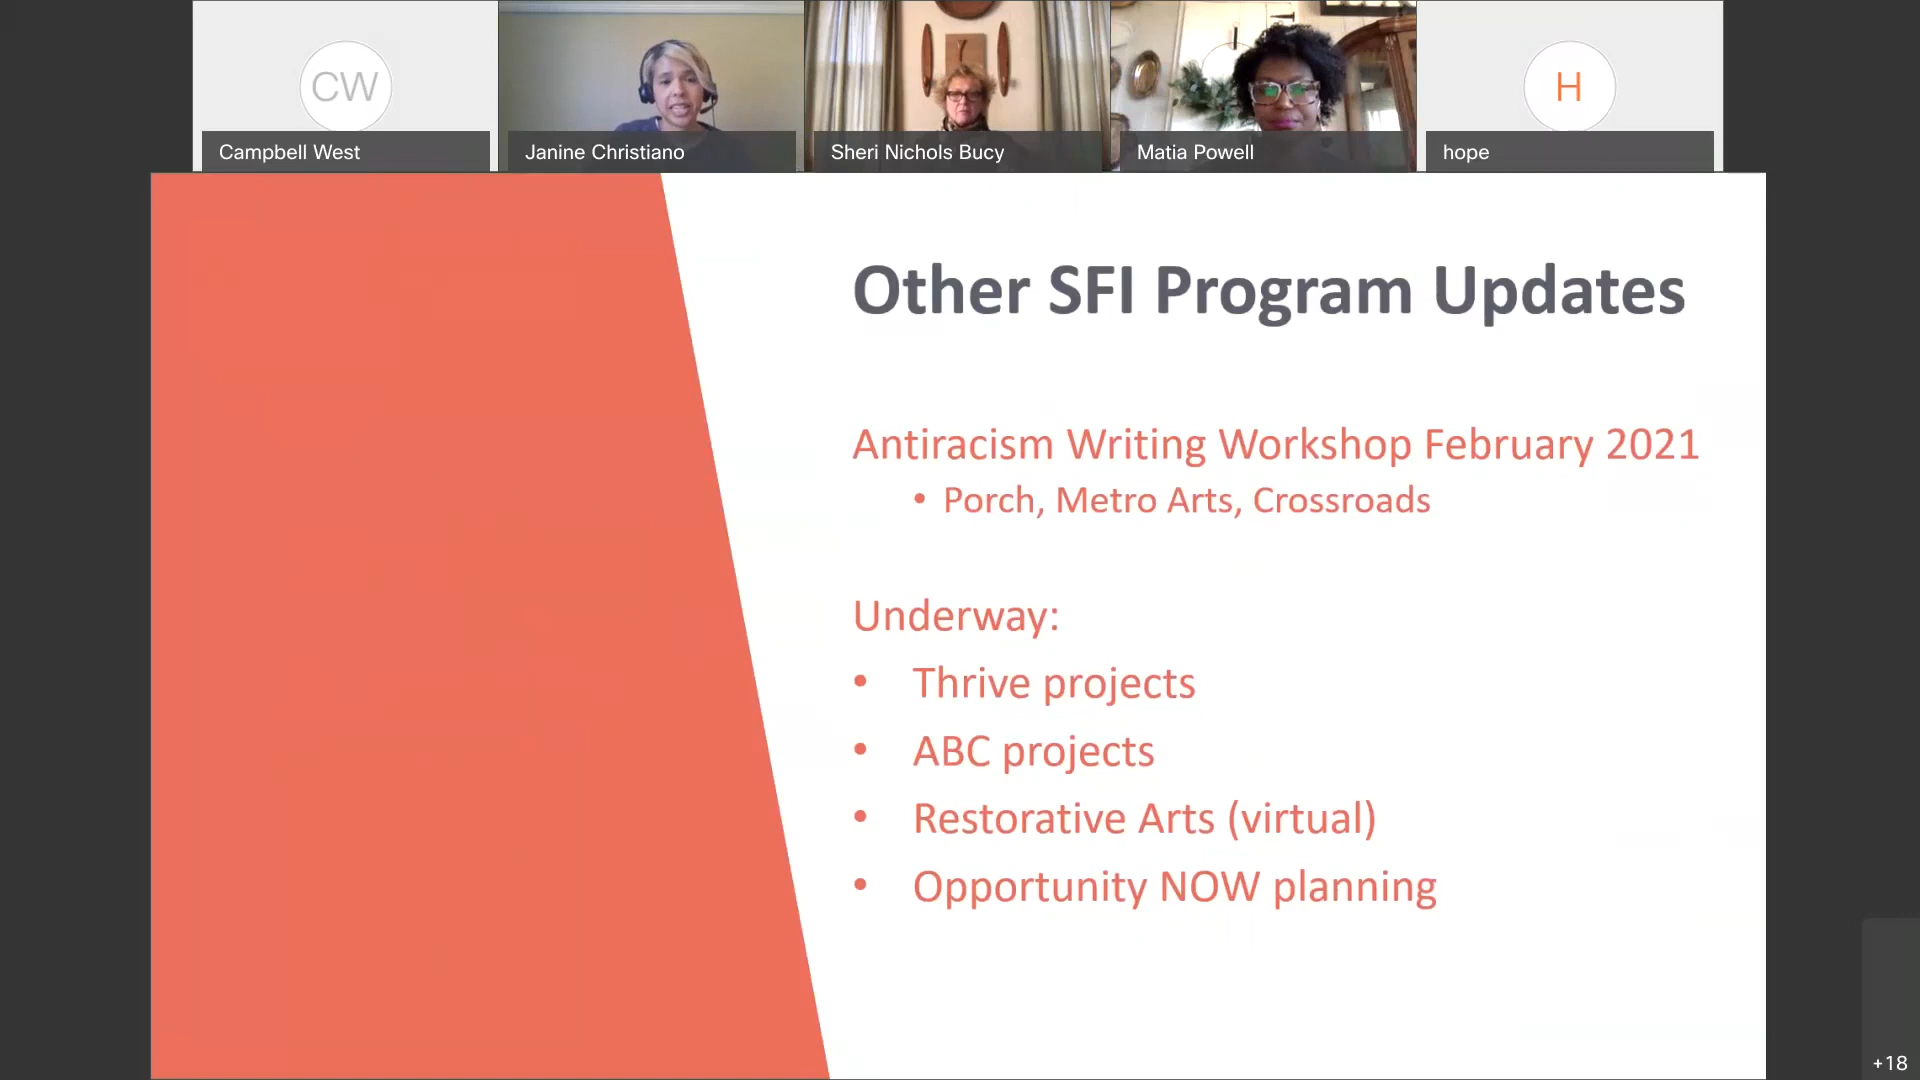 CW
H
Campbell West
Janine Christiano
Sheri Nichols Bucy
Matia Powell
hope
Other SFI Program Updates
Antiracism Writing Workshop February 2021
• Porch, Metro Arts, Crossroads
Underway:
• Thrive projects
• ABC projects
• Restorative Arts (virtual)
• Opportunity NOW planning
+18